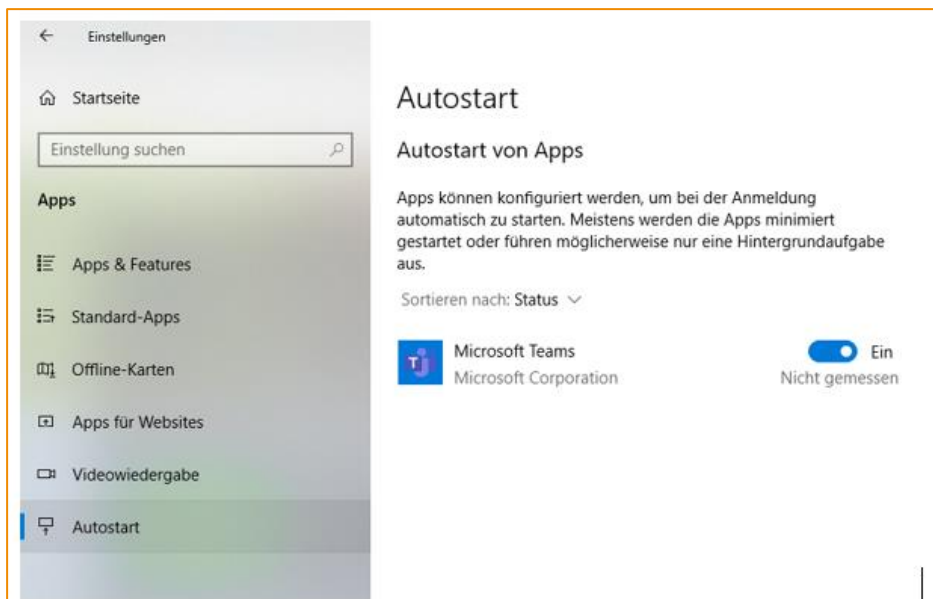 Einstellungen
Startseite
Einstellung suchen
Apps
Apps & Features
Standard-Apps
Offline-Karten
Apps für Websites
Videowiedergabe
Autostart
Autostart
Autostart von Apps
Apps können konfiguriert werden, um bei der Anmeldung
automatisch zu starten. Meistens werden die Apps minimiert
gestartet oder führen möglicherweise nur eine Hintergrundaufgabe
aus.
Sortieren nach: Status
Microsoft Teams
Ein
Microsoft Corporation
Nicht gemessen